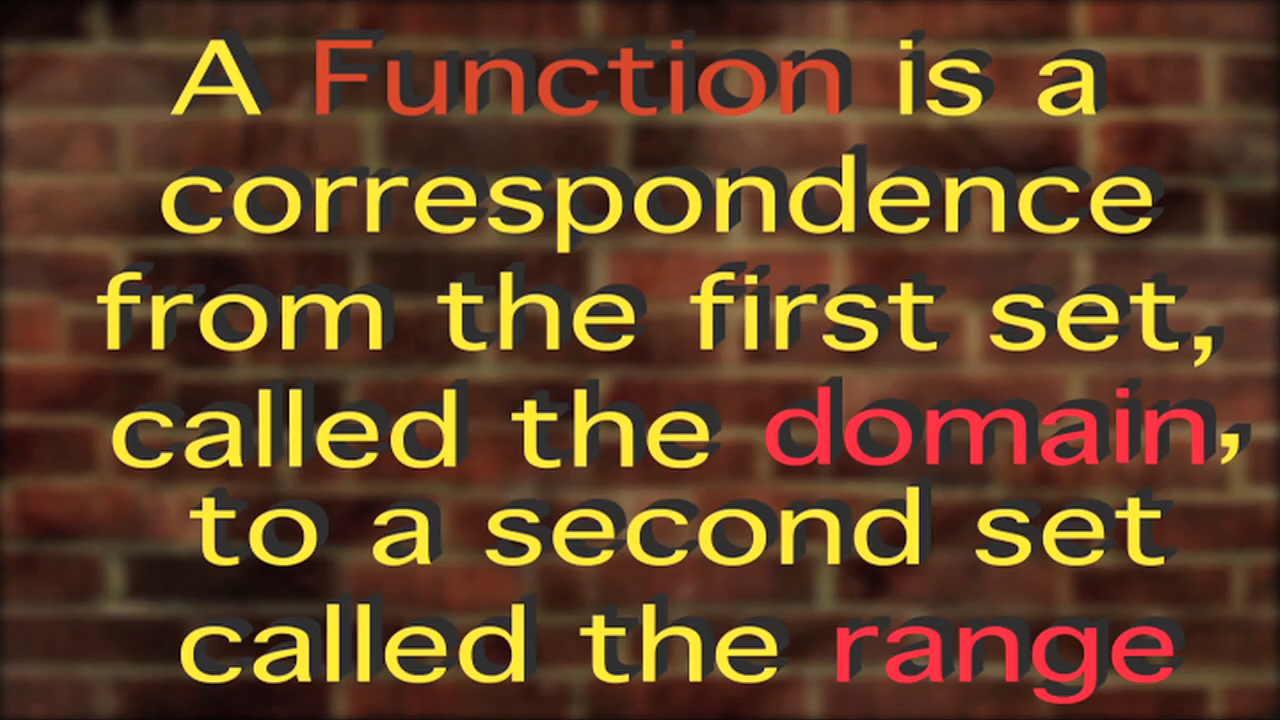 A Function is a
correspondence
from the first set,
called the domain,
to a second set
called the range